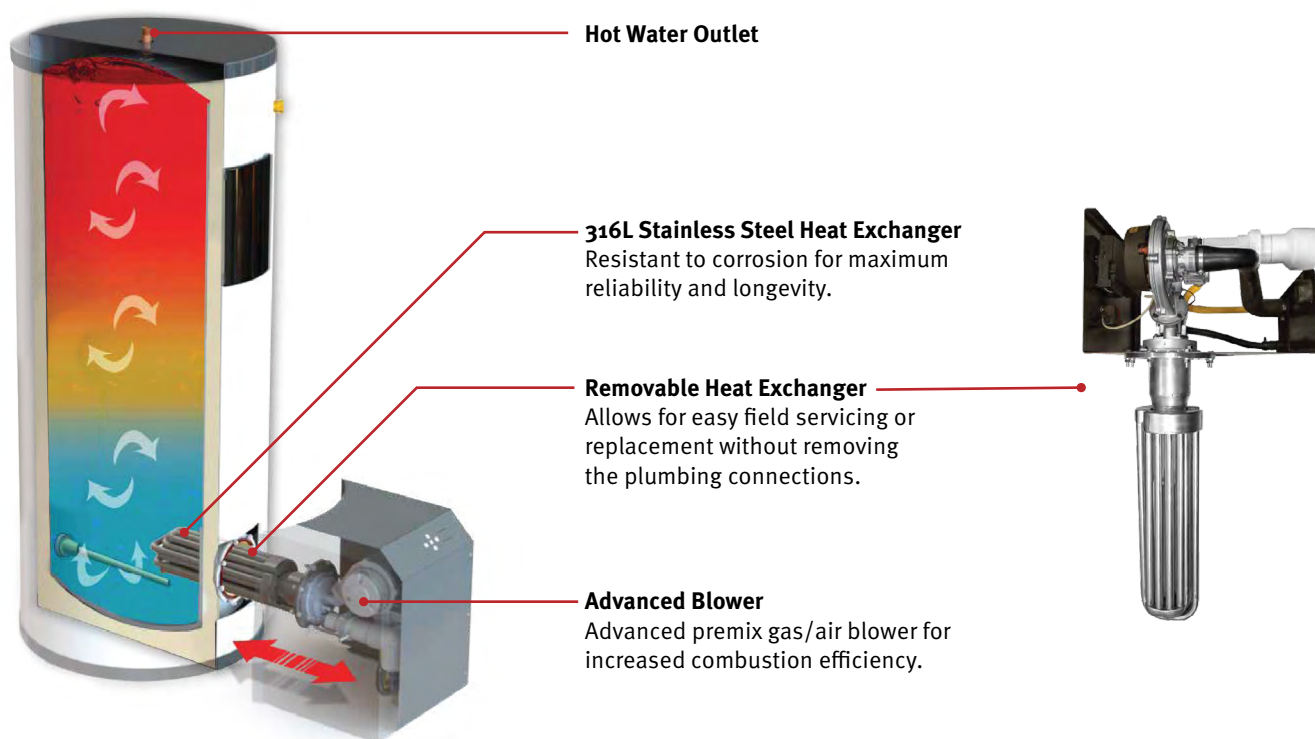 Hot Water Outlet
316L Stainless Steel Heat Exchanger
Resistant to corrosion for maximum
reliability and longevity.
Removable Heat Exchanger
Allows for easy field servicing or
replacement without removing
the plumbing connections.
Advanced Blower
Advanced premix gas/air blower for
increased combustion efficiency.